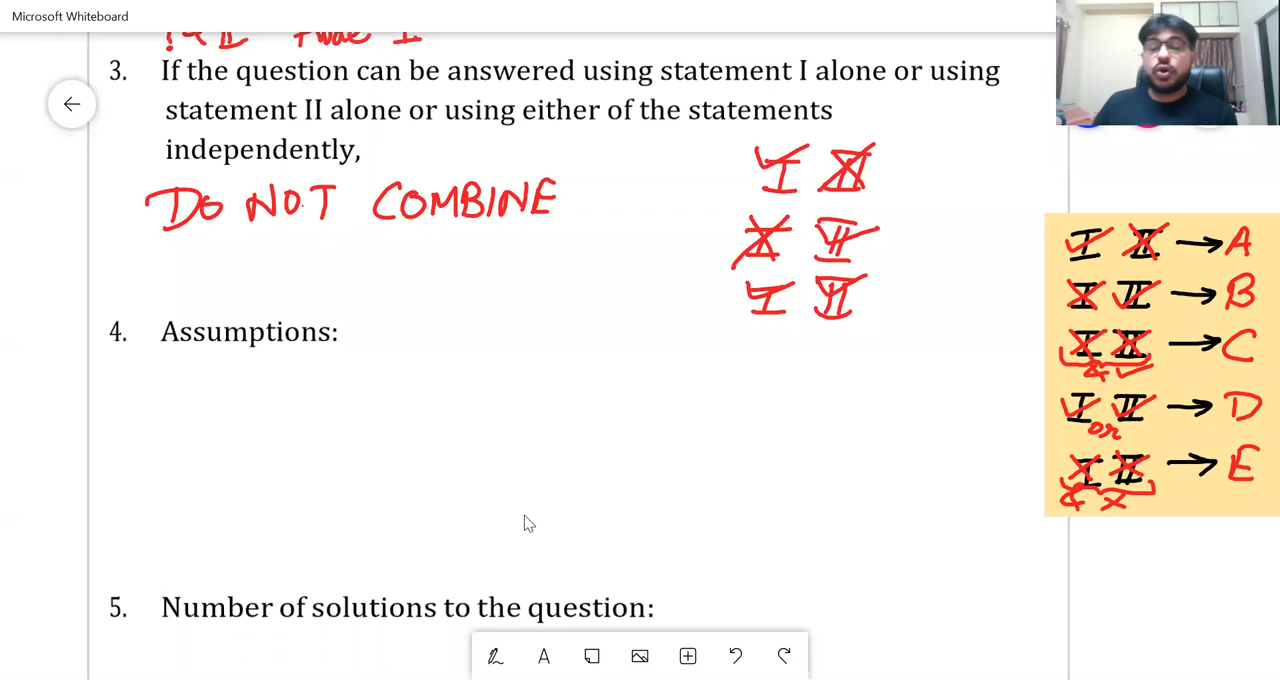 Microsoft Whiteboard
3. If the question can be answered using statement I alone or using
statement II alone or using either of the statements
independently,
I II
DO NOT COMBINE
I II
I II
I II → A
I II → B
I II → C
&
I II → D
or
I II → E
&
4. Assumptions:
5. Number of solutions to the question:
A